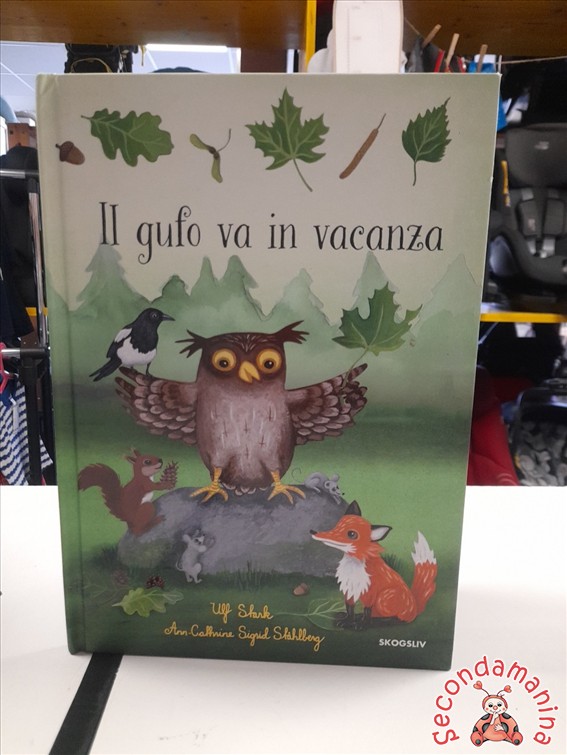 Il gufo va in vacanza
Ulf Stark
Ann-Cathrine Sigrid Ståhlberg
SKOGSLIV
Secondamanina